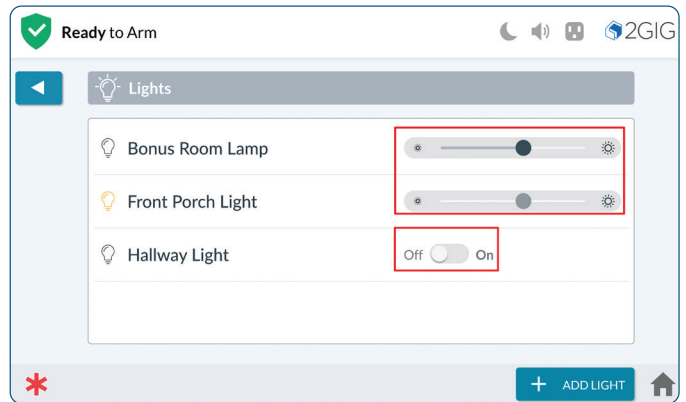 Ready to Arm
2GIG
Lights
Bonus Room Lamp
Front Porch Light
Hallway Light Off On
+ ADD LIGHT